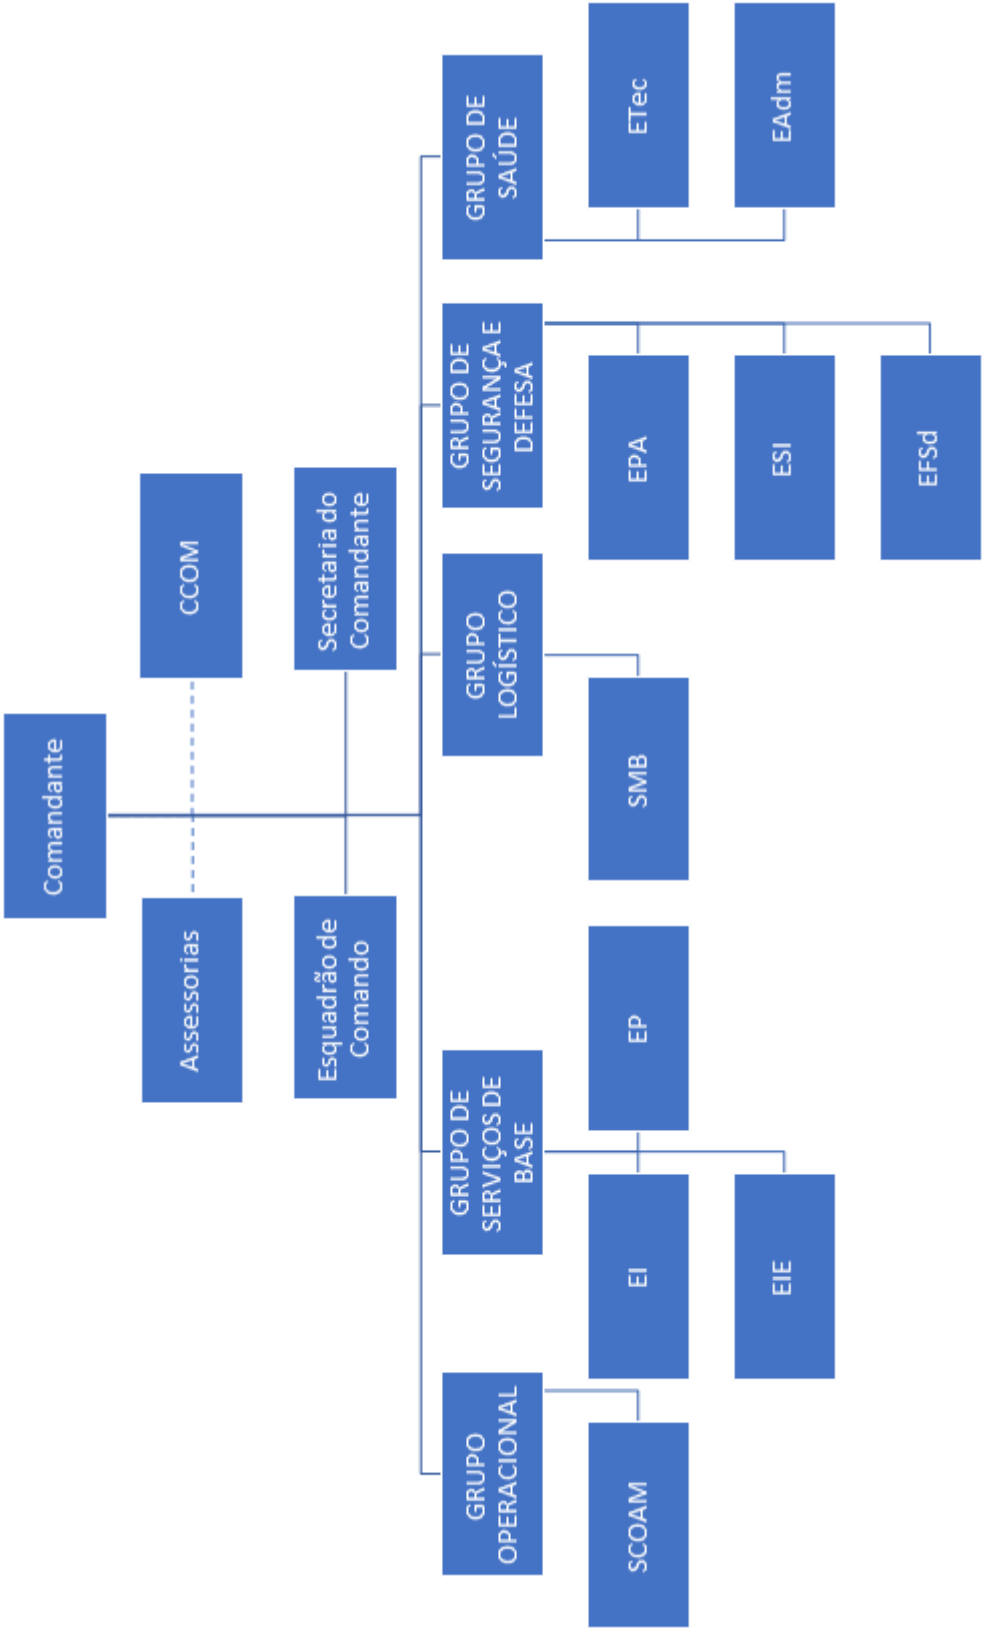 Comandante
Assessorias
CCOM
Esquadrão de
Comando
Secretaria do
Comandante
GRUPO
OPERACIONAL
GRUPO DE
SERVIÇOS DE
BASE
GRUPO
LOGÍSTICO
GRUPO DE
SEGURANÇA E
DEFESA
GRUPO DE
SAÚDE
SCOAM
EI
EP
SMB
EPA
ETec
EIE
ESI
EAdm
EFSd